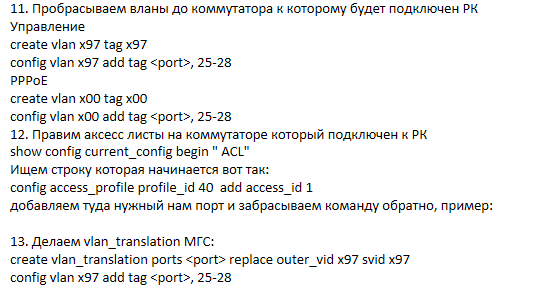 11. Пробрасываем вланы до коммутатора к которому будет подключен РК
Управление
create vlan x97 tag x97
config vlan x97 add tag <port>, 25-28
PPPoE
create vlan x00 tag x00
config vlan x00 add tag <port>, 25-28
12. Правим аксесс листы на коммутаторе который подключен к РК
show config current_config begin " ACL"
Ищем строку которая начинается вот так:
config access_profile profile_id 40  add access_id 1
добавляем туда нужный нам порт и забрасываем команду обратно, пример:
13. Делаем vlan_translation МГС:
create vlan_translation ports <port> replace outer_vid x97 svid x97
config vlan x97 add tag <port>, 25-28